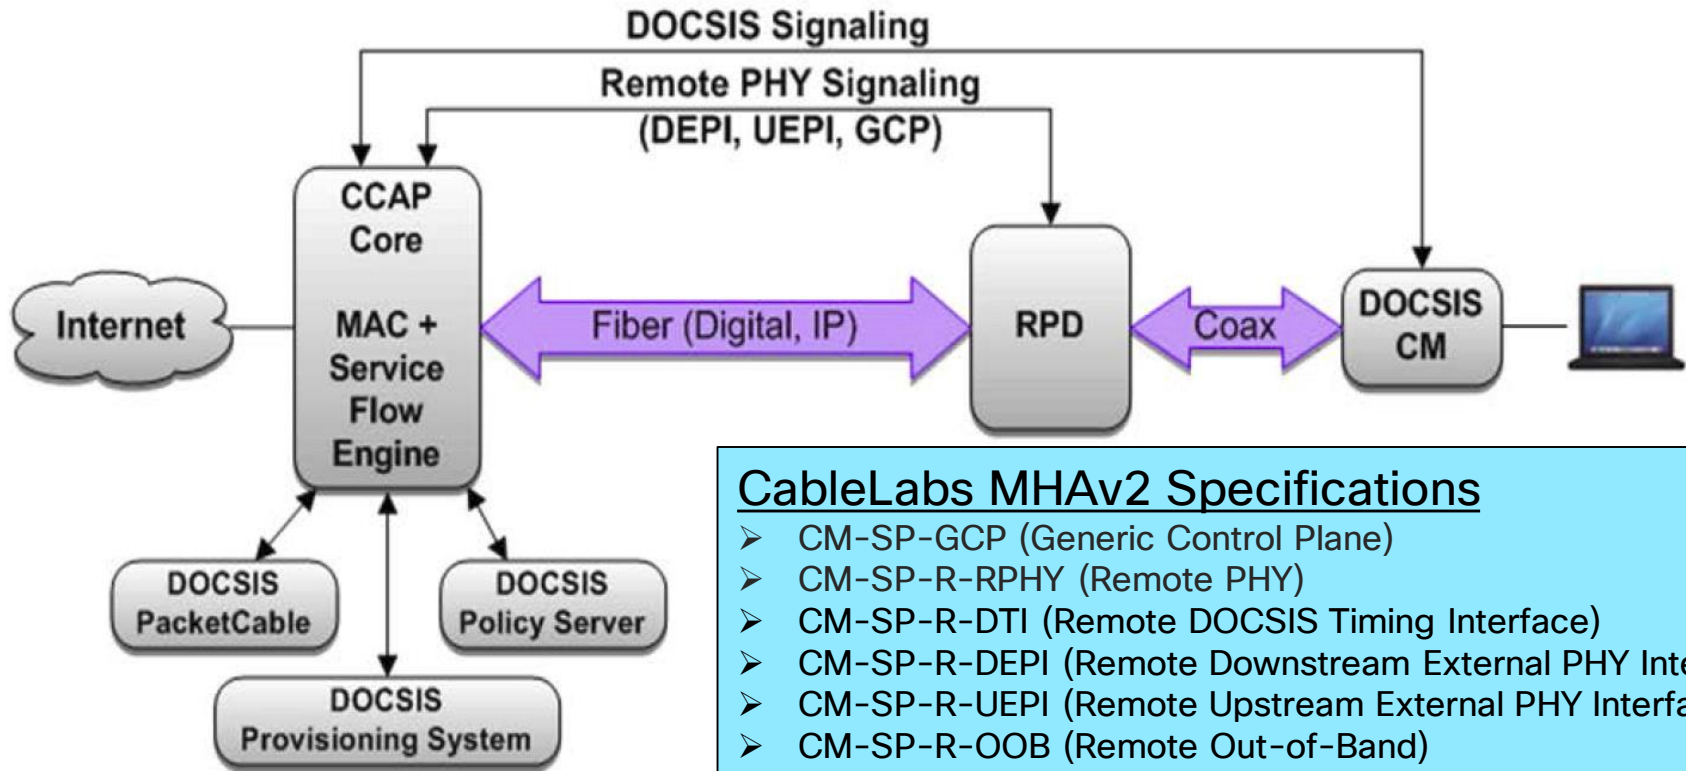 DOCSIS Signaling
Remote PHY Signaling
(DEPI, UEPI, GCP)
CCAP
Core
MAC +
Service
Flow
Engine
Internet
Fiber (Digital, IP)
RPD
Coax
DOCSIS
CM
DOCSIS
PacketCable
DOCSIS
Policy Server
DOCSIS
Provisioning System
CableLabs MHAv2 Specifications
➢ CM-SP-GCP (Generic Control Plane)
➢ CM-SP-R-RPHY (Remote PHY)
➢ CM-SP-R-DTI (Remote DOCSIS Timing Interface)
➢ CM-SP-R-DEPI (Remote Downstream External PHY Inte
➢ CM-SP-R-UEPI (Remote Upstream External PHY Interfa
➢ CM-SP-R-OOB (Remote Out-of-Band)